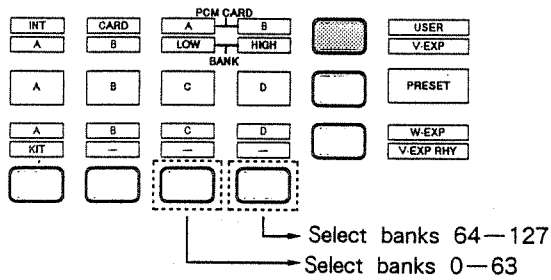 PCM CARD
INT CARD A B USER
A B LOW HIGH V-EXP
BANK
A B C D PRESET
A B C D W-EXP
KIT — — — V-EXP RHY
Select banks 64—127
Select banks 0—63